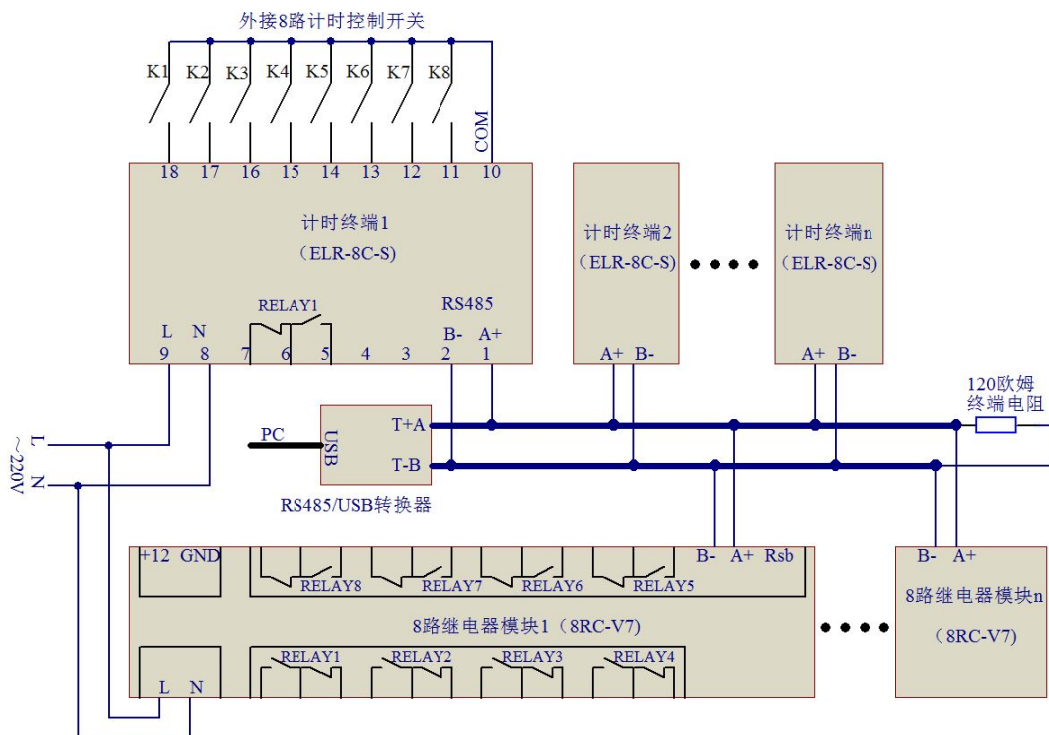 外接8路计时控制开关
K1 K2 K3 K4 K5 K6 K7 K8
COM
18 17 16 15 14 13 12 11 10
计时终端1
（ELR-8C-S)
计时终端2
（ELR-8C-S)
计时终端n
（ELR-8C-S)
RELAY1
RS485
L N
B- A+
9 8 7 6 5 4 3 2 1
A+ B-
A+ B-
120欧姆
终端电阻
PC
USB
T+A
T-B
RS485/USB转换器
L
～220V
N
+12 GND
B- A+ Rsb
RELAY8 RELAY7 RELAY6 RELAY5
8路继电器模块1（8RC-V7)
RELAY1 RELAY2 RELAY3 RELAY4
L N
B- A+
8路继电器模块n
（8RC-V7)